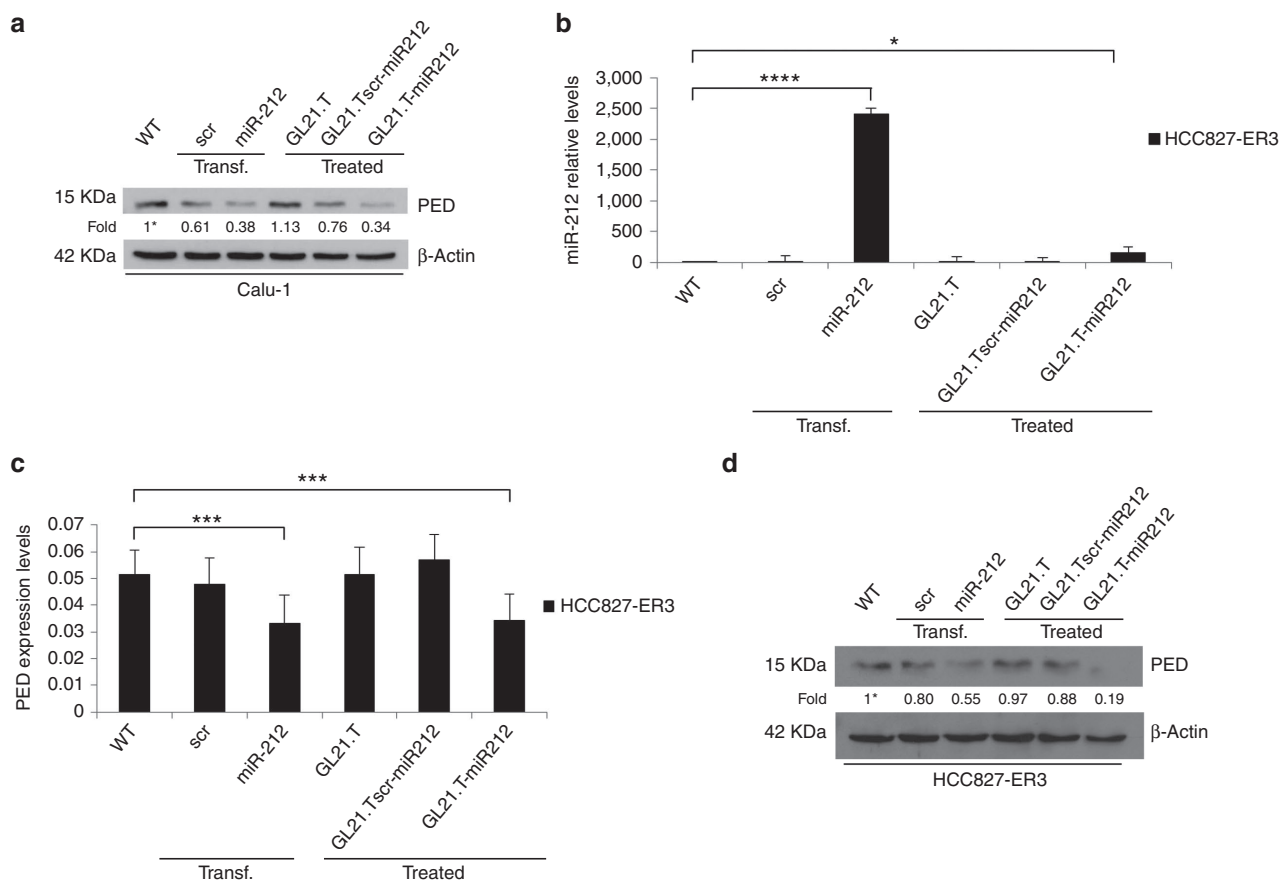 a
WT
scr
miR-212
GL21.T
GL21.Tscr-miR212
GL21.T-miR212
Transf.
Treated
15 KDa
PED
Fold 1* 0.61 0.38 1.13 0.76 0.34
42 KDa
β-Actin
Calu-1
b
*
****
3,000
2,500
2,000
1,500
1,000
500
0
miR-212 relative levels
HCC827-ER3
WT
scr
miR-212
GL21.T
GL21.Tscr-miR212
GL21.T-miR212
Transf.
Treated
c
***
***
0.07
0.06
0.05
0.04
0.03
0.02
0.01
0
PED expression levels
HCC827-ER3
WT
scr
miR-212
GL21.T
GL21.Tscr-miR212
GL21.T-miR212
Transf.
Treated
d
WT
scr
miR-212
GL21.T
GL21.Tscr-miR212
GL21.T-miR212
Transf.
Treated
15 KDa
PED
Fold 1* 0.80 0.55 0.97 0.88 0.19
42 KDa
β-Actin
HCC827-ER3